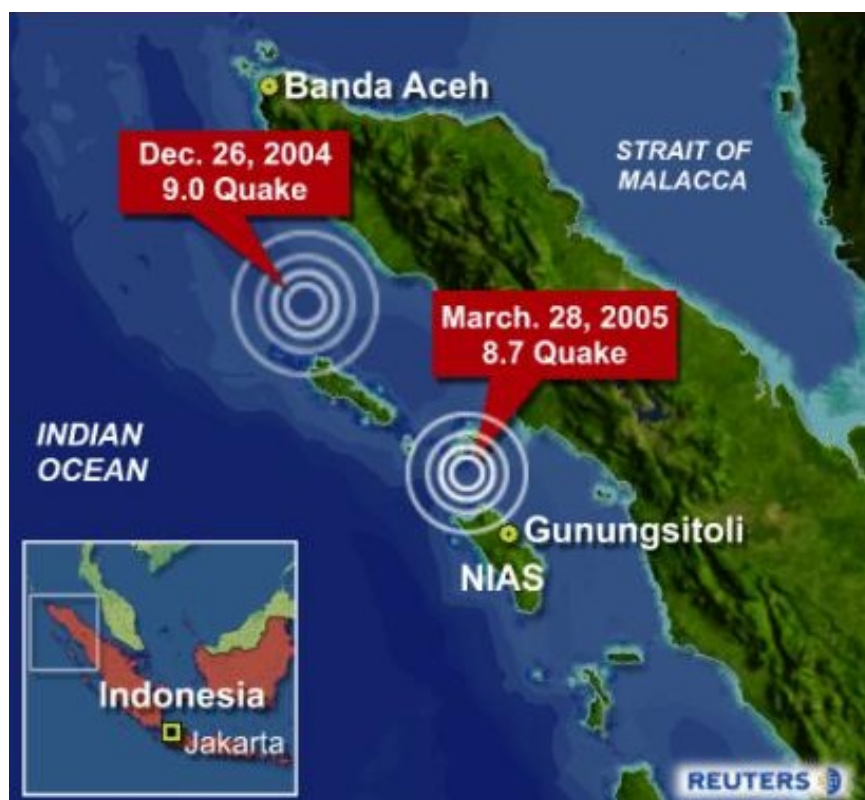 Banda Aceh
Dec. 26, 2004
9.0 Quake
STRAIT OF
MALACCA
March. 28, 2005
8.7 Quake
INDIAN
OCEAN
Gunungsitoli
NIAS
Indonesia
Jakarta
REUTERS